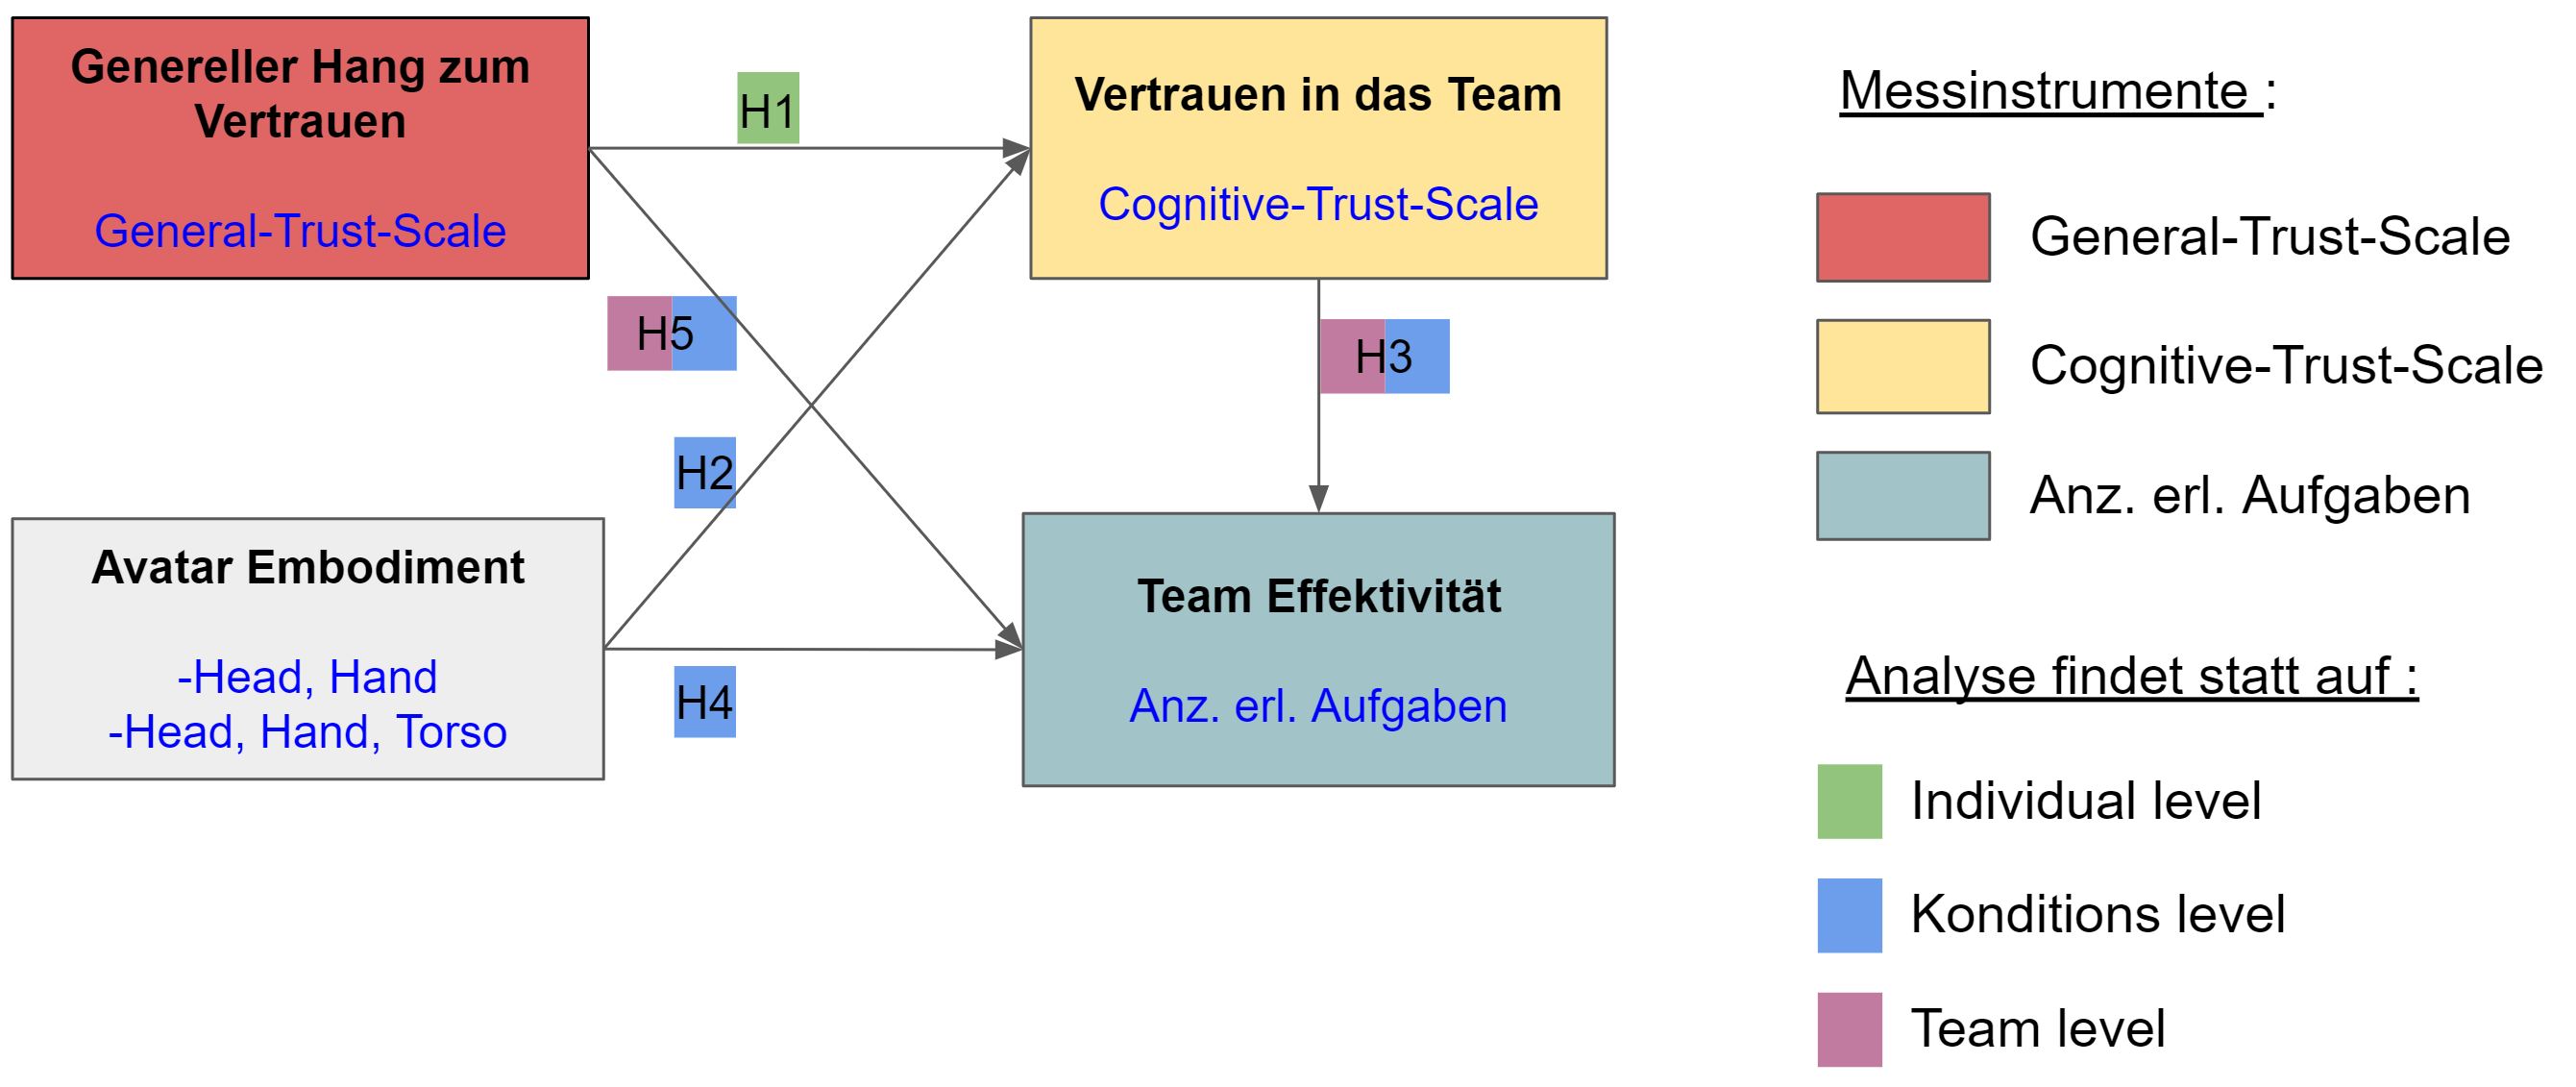 Genereller Hang zum
Vertrauen
General-Trust-Scale
H1
Vertrauen in das Team
Cognitive-Trust-Scale
H5
H3
H2
Avatar Embodiment
-Head, Hand
-Head, Hand, Torso
H4
Team Effektivität
Anz. erl. Aufgaben
Messinstrumente :
General-Trust-Scale
Cognitive-Trust-Scale
Anz. erl. Aufgaben
Analyse findet statt auf :
Individual level
Konditions level
Team level